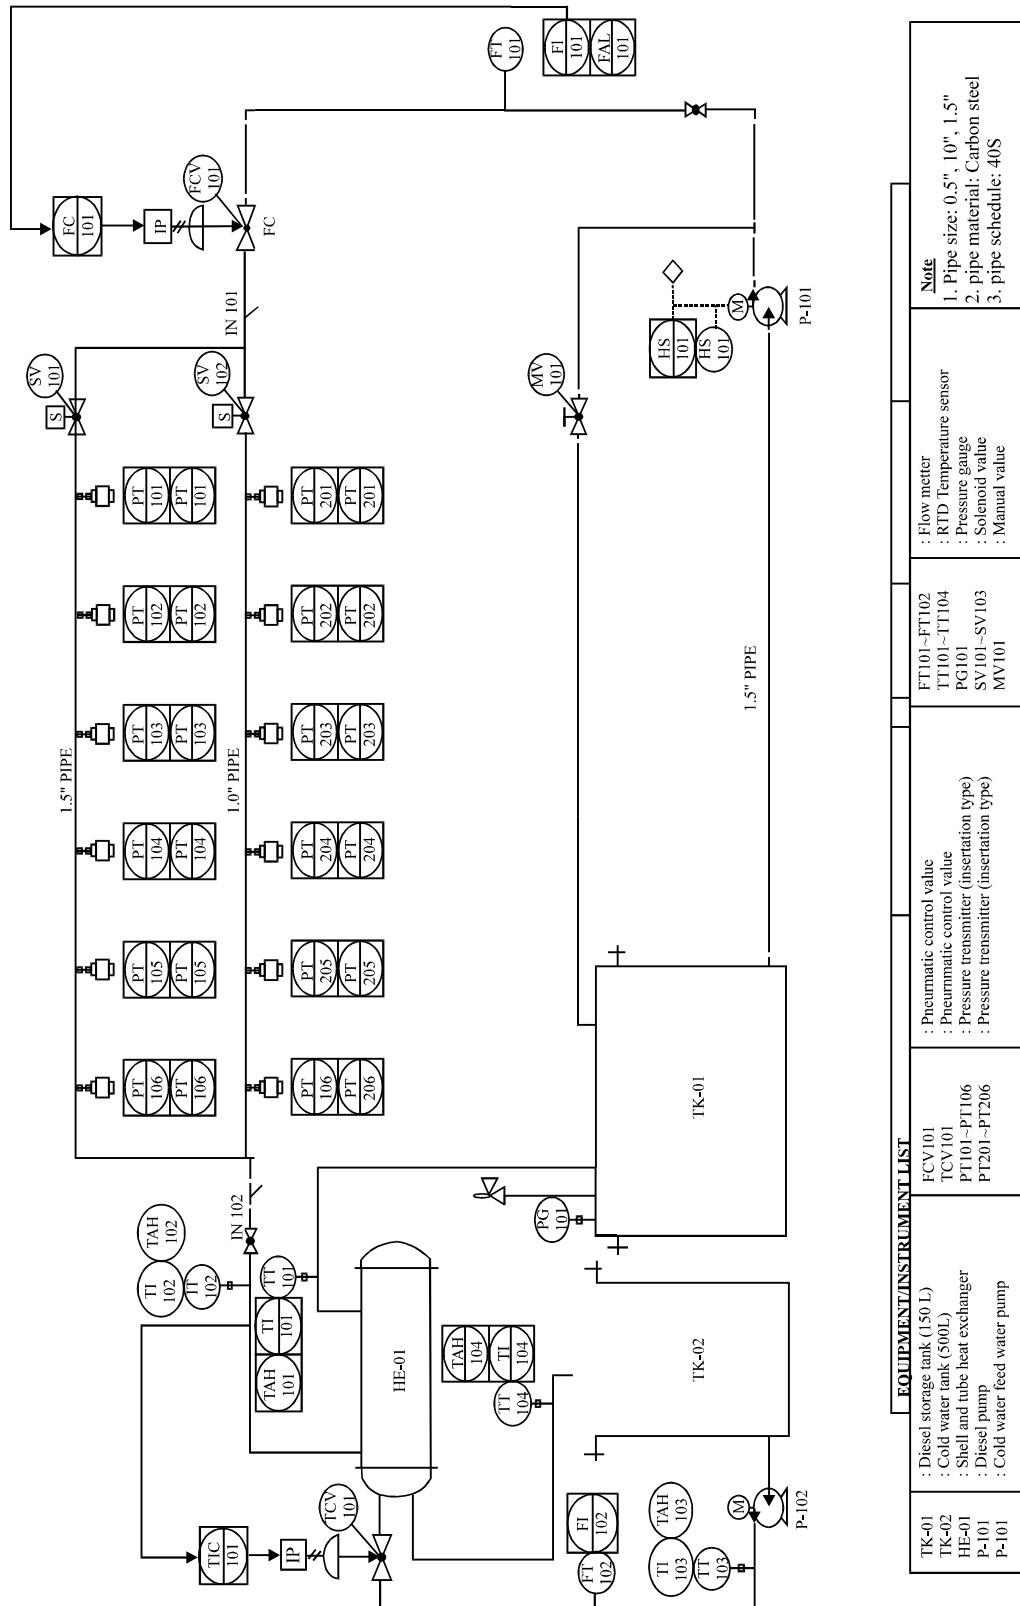 FT
101
FI
101
FAL
101
FC
101
IP
FCV
101
FC
IN 101
SV
101
S
SV
102
S
MV
101
HS
101
HS
101
M
P-101
PT
101
PT
101
PT
201
PT
201
PT
102
PT
102
PT
202
PT
202
PT
103
PT
103
PT
203
PT
203
1.5" PIPE
1.0" PIPE
1.5" PIPE
PT
104
PT
104
PT
204
PT
204
PT
105
PT
105
PT
205
PT
205
PT
106
PT
106
PT
106
PT
206
TK-01
IN 102
TAH
102
TI
102
TT
102
TT
101
TI
101
TAH
101
PG
101
HE-01
TAH
104
TI
104
TT
104
TK-02
TIC
101
IP
TCV
101
FI
102
FT
102
TAH
103
TI
103
TT
103
M
P-102
EQUIPMENT/INSTRUMENT LIST
TK-01 : Diesel storage tank (150 L)
TK-02 : Cold water tank (500L)
HE-01 : Shell and tube heat exchanger
P-101 : Diesel pump
P-101 : Cold water feed water pump
FCV101 : Pneurmatic control value
TCV101 : Pneurnmatic control value
PT101~PT106 : Pressure trensmitter (insertation type)
PT201~PT206 : Pressure trensmitter (insertation type)
FT101~FT102 : Flow metter
TT101~TT104 : RTD Temperature sensor
PG101 : Pressure gauge
SV101~SV103 : Solenoid value
MV101 : Manual value
Note
1. Pipe size: 0.5", 10", 1.5"
2. pipe material: Carbon steel
3. pipe schedule: 40S